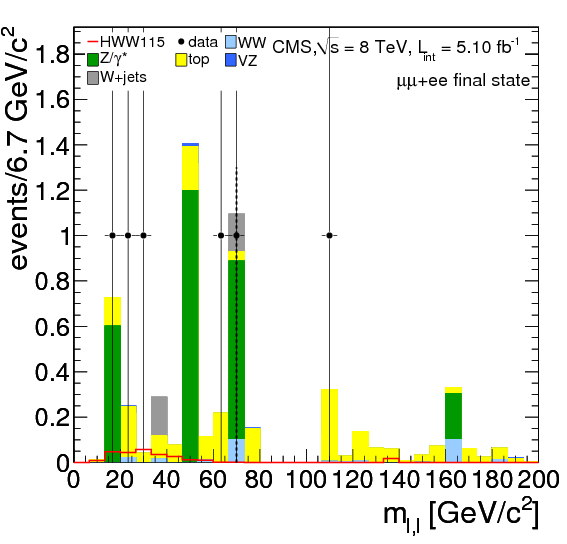 HWW115 data WW CMS,√s = 8 TeV, L_int = 5.10 fb⁻¹
Z/γ* top VZ
W+jets μμ+ee final state
events/6.7 GeV/c²
1.8
1.6
1.4
1.2
1
0.8
0.6
0.4
0.2
0
0 20 40 60 80 100 120 140 160 180 200
m_l,l [GeV/c²]